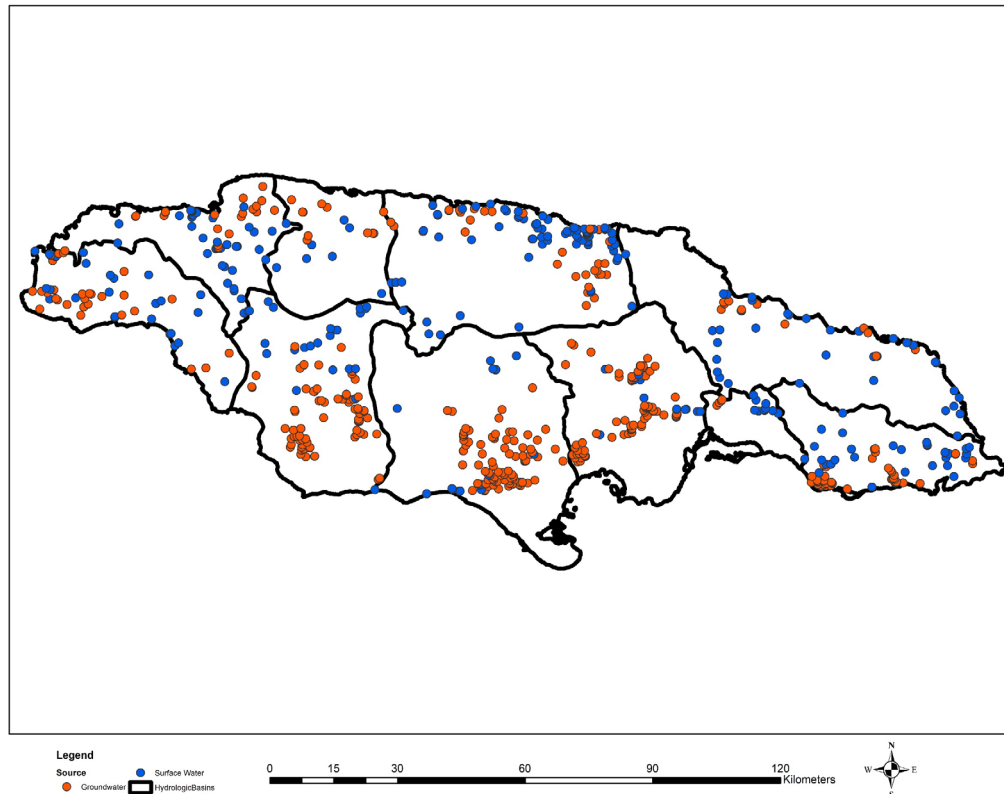 Legend
Source
Surface Water
Groundwater
HydrologicBasins
0 15 30 60 90 120
Kilometers
N
W E
S